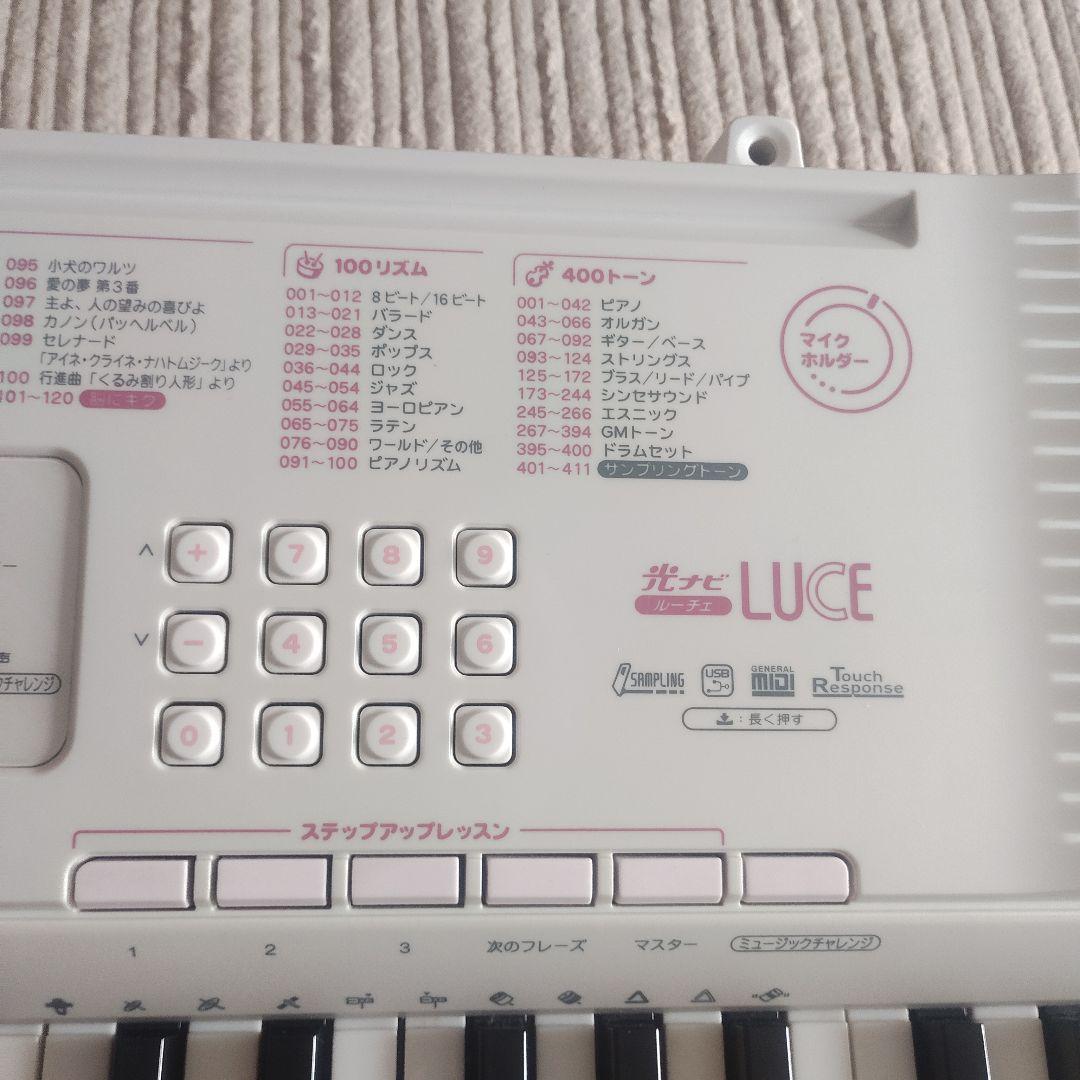 095 小犬のワルツ
096 愛の夢 第3番
097 主よ、人の望みの喜びよ
098 カノン(パッヘルベル)
099 セレナード
「アイネ・クライネ・ナハトムジーク」より
100 行進曲「くるみ割り人形」より
101〜120 指にキク
100リズム
001〜012 8ビート/16ビート
013〜021 バラード
022〜028 ダンス
029〜035 ポップス
036〜044 ロック
045〜054 ジャズ
055〜064 ヨーロピアン
065〜075 ラテン
076〜090 ワールド/その他
091〜100 ピアノリズム
400トーン
001〜042 ピアノ
043〜066 オルガン
067〜092 ギター/ベース
093〜124 ストリングス
125〜172 ブラス/リード/パイプ
173〜244 シンセサウンド
245〜266 エスニック
267〜394 GMトーン
395〜400 ドラムセット
401〜411 サンプリングトーン
マイク
ホルダー
+ 7 8 9
− 4 5 6
0 1 2 3
光ナビ
ルーチェ
LUCE
SAMPLING
USB
GENERAL
MIDI
Touch
Response
:長く押す
チャレンジ
ステップアップレッスン
1 2 3 次のフレーズ マスター ミュージックチャレンジ